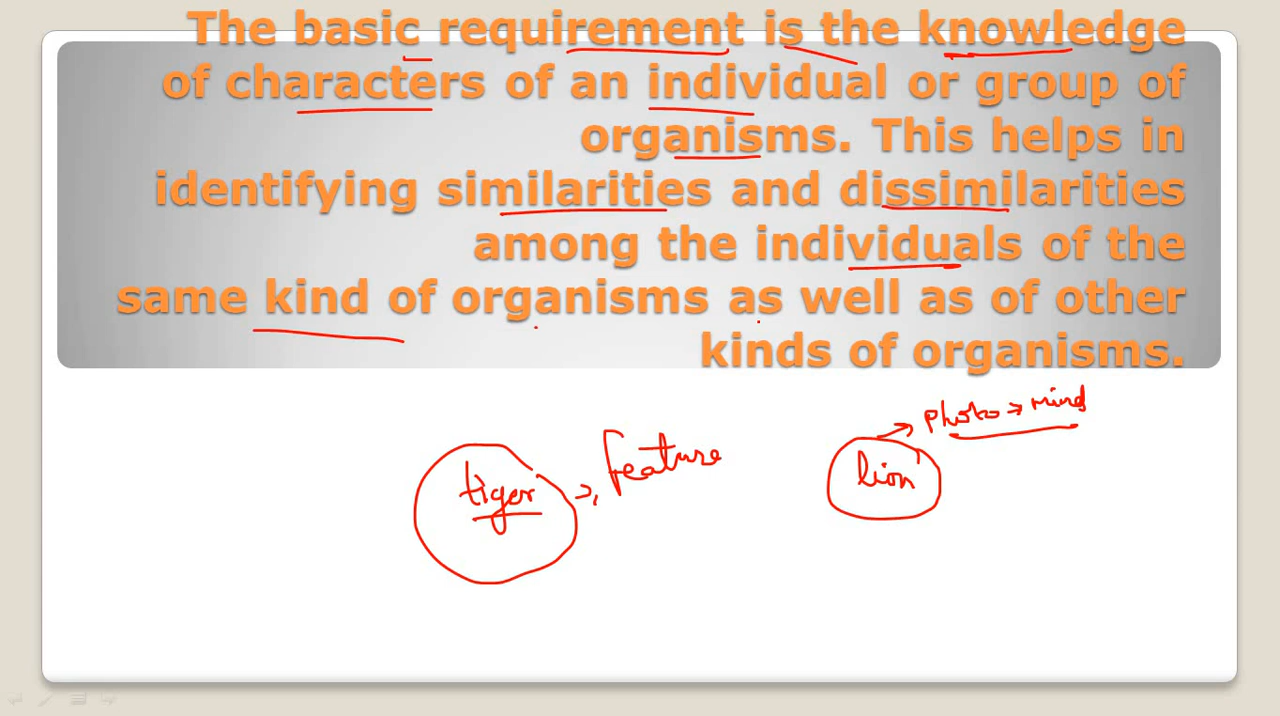 The basic requirement is the knowledge
of characters of an individual or group of
organisms. This helps in
identifying similarities and dissimilarities
among the individuals of the
same kind of organisms as well as of other
kinds of organisms.
tiger → feature
lion → photo → mind